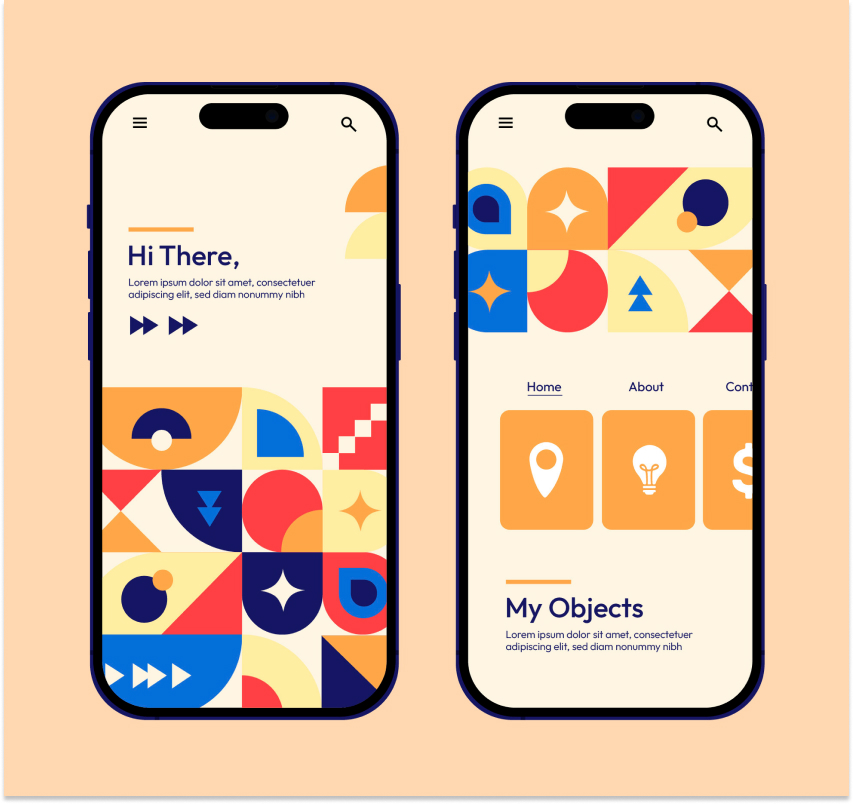 Hi There,
Lorem ipsum dolor sit amet, consectetuer
adipiscing elit, sed diam nonummy nibh
Home
About
Cont
$
My Objects
Lorem ipsum dolor sit amet, consectetuer
adipiscing elit, sed diam nonummy nibh